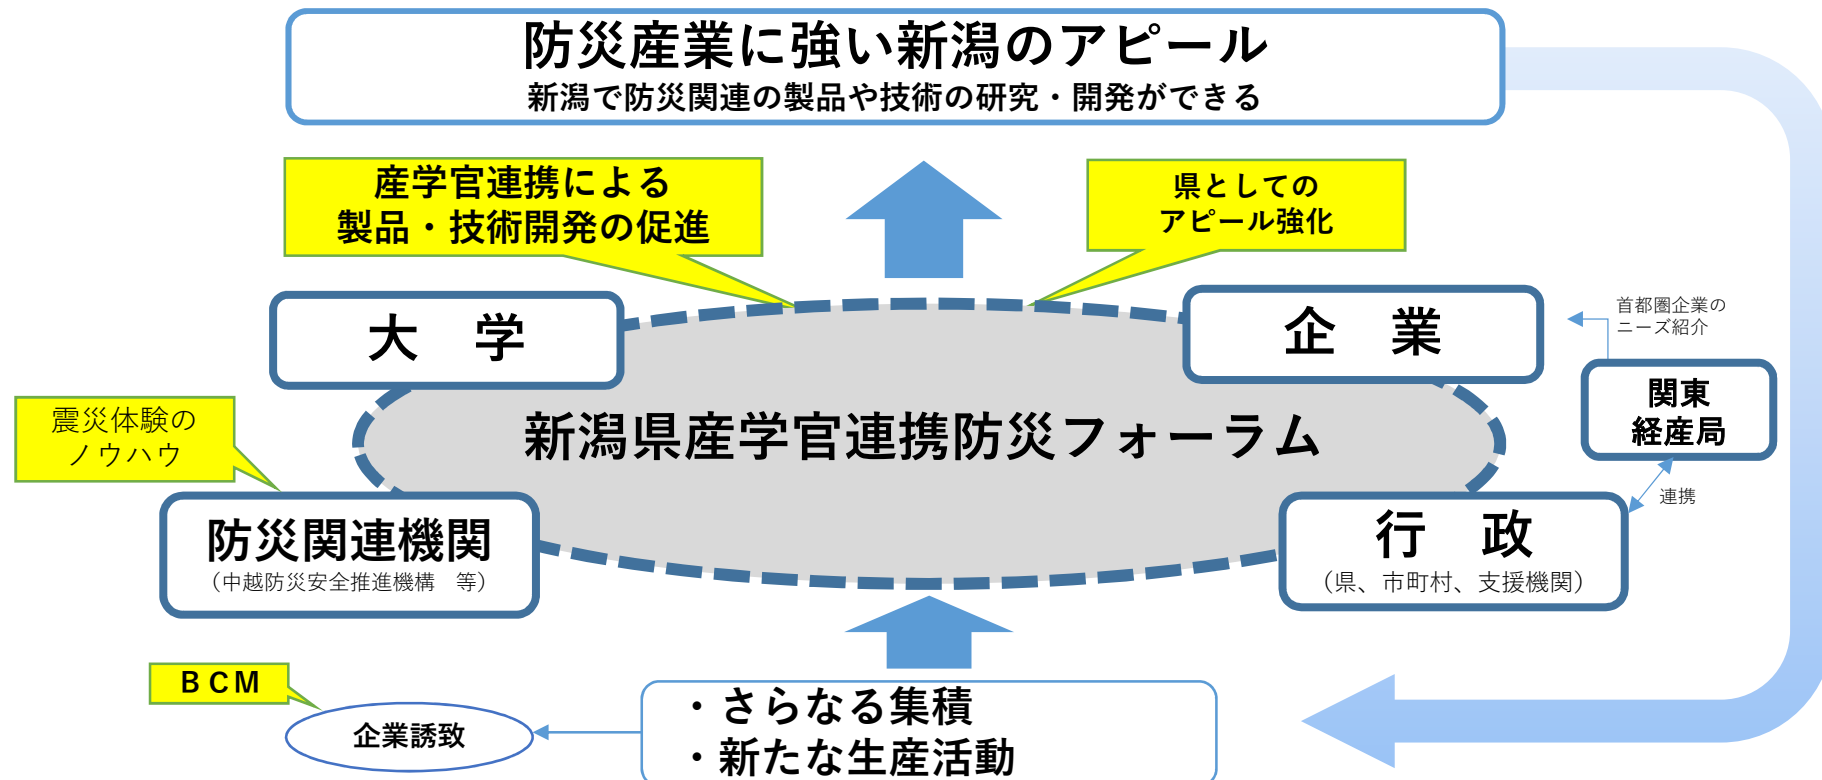 防災産業に強い新潟のアピール
新潟で防災関連の製品や技術の研究・開発ができる
産学官連携による
製品・技術開発の促進
県としての
アピール強化
大　学
企　業
首都圏企業の
ニーズ紹介
関東
経産局
連携
新潟県産学官連携防災フォーラム
震災体験の
ノウハウ
防災関連機関
（中越防災安全推進機構　等）
行　政
（県、市町村、支援機関）
ＢＣＭ
企業誘致
・さらなる集積
・新たな生産活動